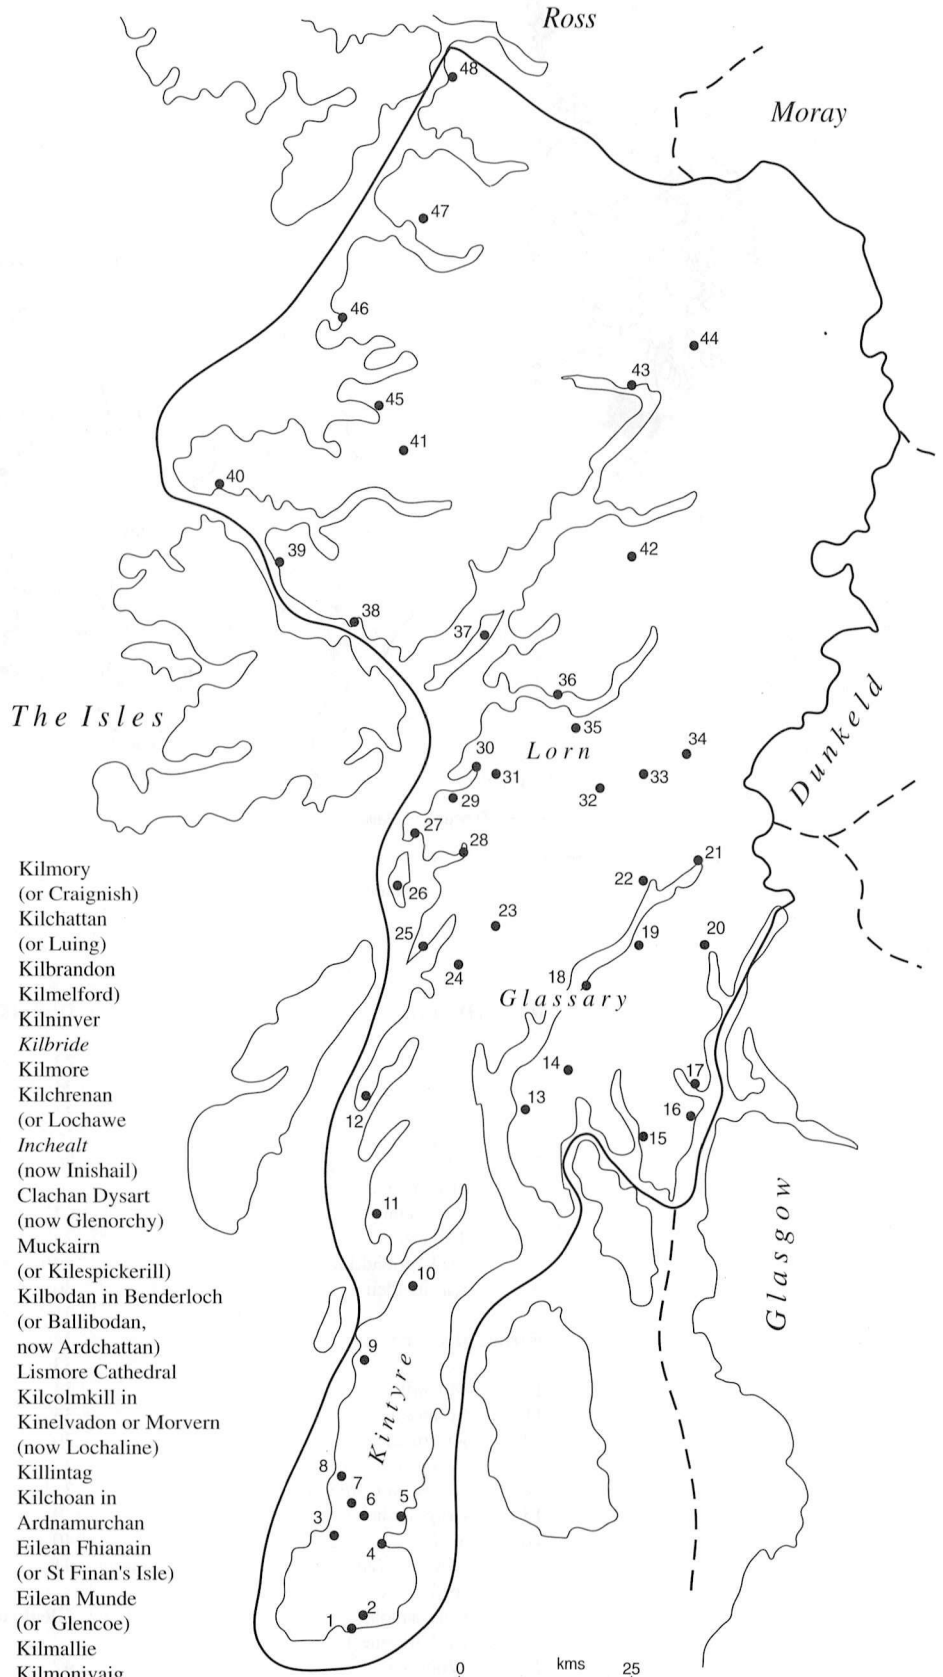 Ross
48
Moray
47
46
44
43
45
41
40
42
39
38
37
36
The Isles
35
34
30
Lorn
31
33
32
29
Dunkeld
27
28
21
22
26
23
25
20
19
24
18
Glassary
14
17
13
12
16
15
11
Glasgow
10
9
Kintyre
8
7
6
5
3
4
2
1
0 kms 25
Kilmory
(or Craignish)
Kilchattan
(or Luing)
Kilbrandon
Kilmelford)
Kilninver
Kilbride
Kilmore
Kilchrenan
(or Lochawe
Inchealt
(now Inishail)
Clachan Dysart
(now Glenorchy)
Muckairn
(or Kilespickerill)
Kilbodan in Benderloch
(or Ballibodan,
now Ardchattan)
Lismore Cathedral
Kilcolmkill in
Kinelvadon or Morvern
(now Lochaline)
Killintag
Kilchoan in
Ardnamurchan
Eilean Fhianain
(or St Finan's Isle)
Eilean Munde
(or Glencoe)
Kilmallie
Kilmonivaig